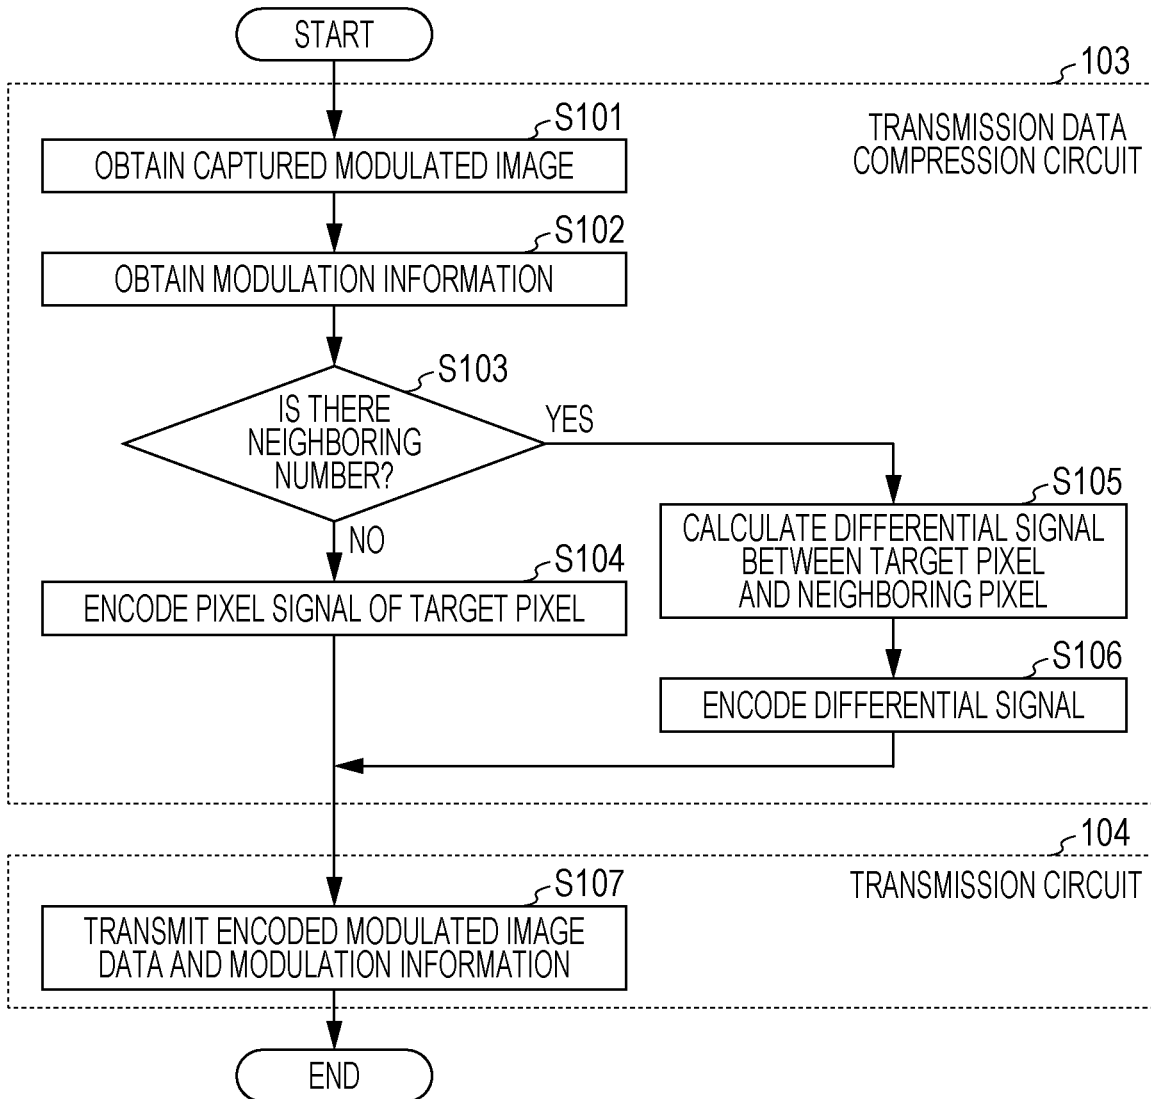 START
103
TRANSMISSION DATA
COMPRESSION CIRCUIT
S101
OBTAIN CAPTURED MODULATED IMAGE
S102
OBTAIN MODULATION INFORMATION
S103
IS THERE
NEIGHBORING
NUMBER?
YES
NO
S104
ENCODE PIXEL SIGNAL OF TARGET PIXEL
S105
CALCULATE DIFFERENTIAL SIGNAL
BETWEEN TARGET PIXEL
AND NEIGHBORING PIXEL
S106
ENCODE DIFFERENTIAL SIGNAL
104
TRANSMISSION CIRCUIT
S107
TRANSMIT ENCODED MODULATED IMAGE
DATA AND MODULATION INFORMATION
END